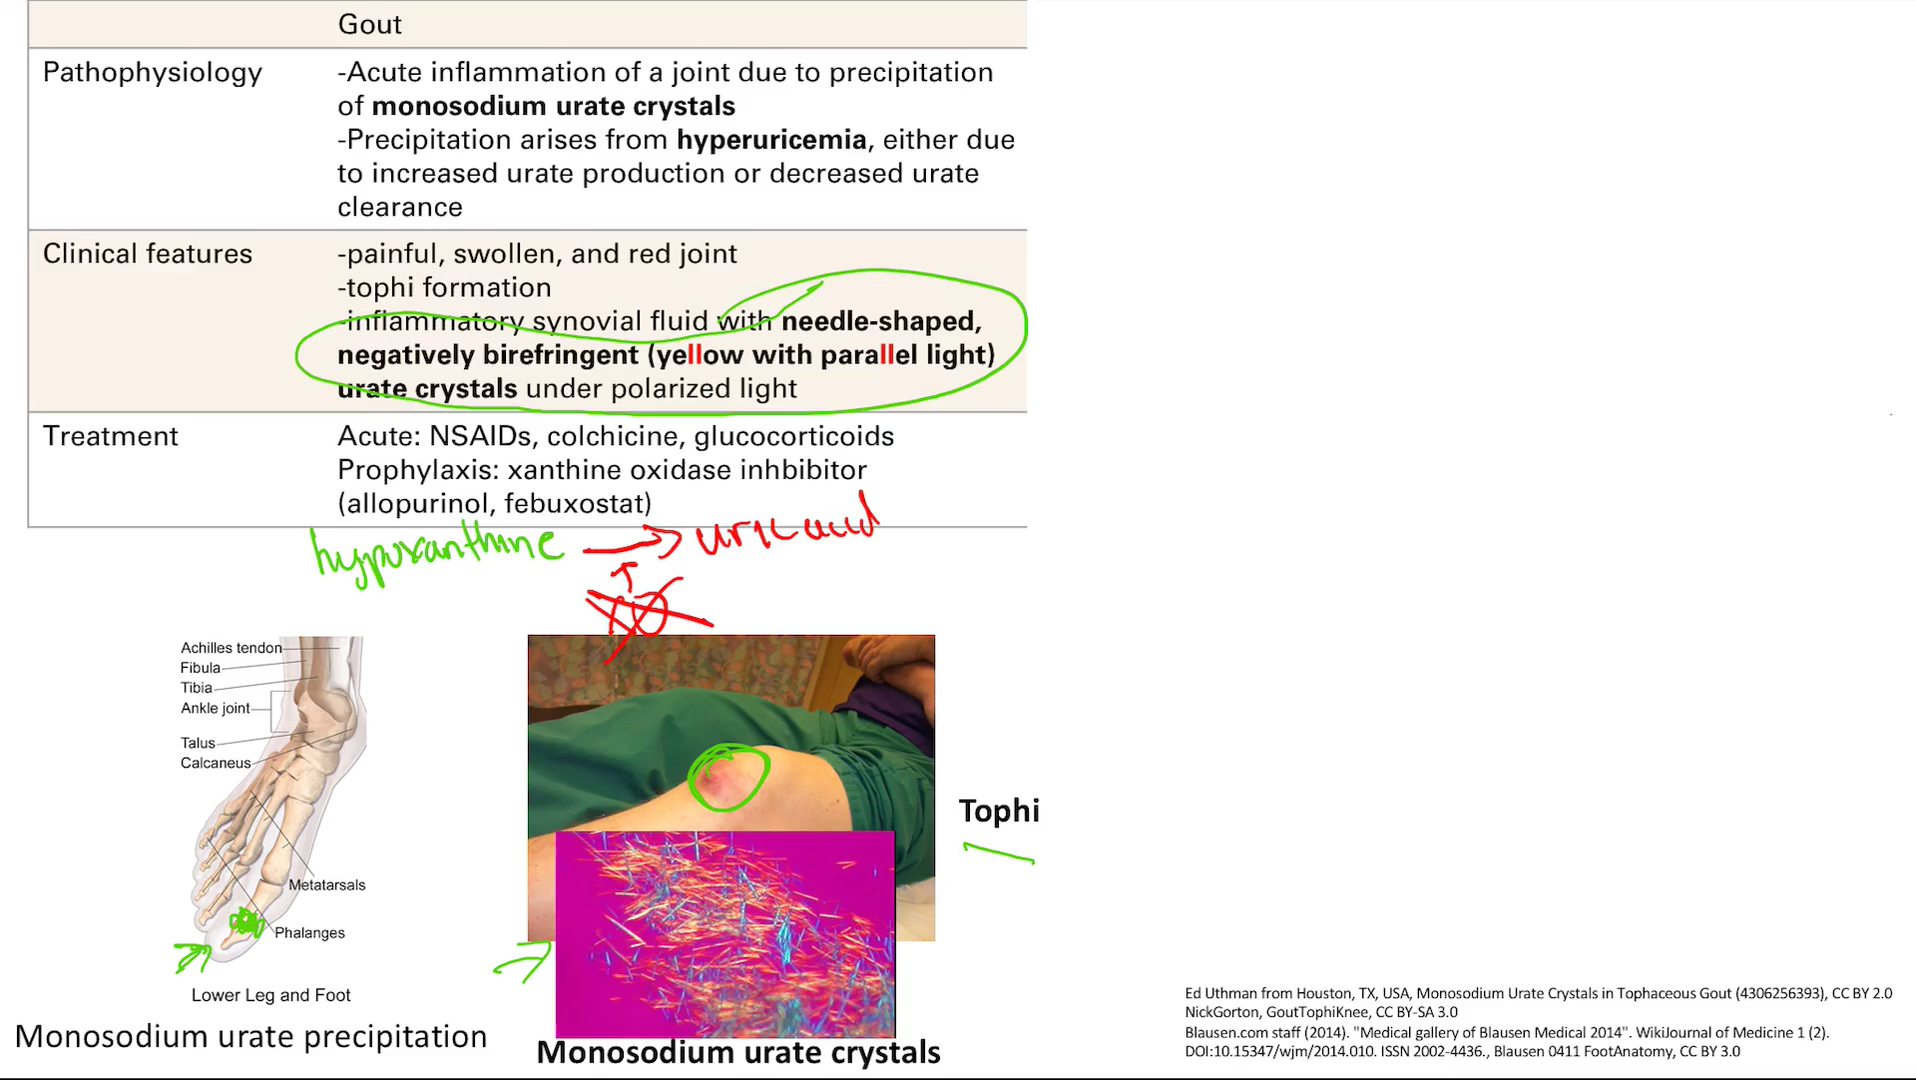 Gout
Pathophysiology
-Acute inflammation of a joint due to precipitation
of monosodium urate crystals
-Precipitation arises from hyperuricemia, either due
to increased urate production or decreased urate
clearance
Clinical features
-painful, swollen, and red joint
-tophi formation
-inflammatory synovial fluid with needle-shaped,
negatively birefringent (yellow with parallel light)
urate crystals under polarized light
Treatment
Acute: NSAIDs, colchicine, glucocorticoids
Prophylaxis: xanthine oxidase inhbibitor
(allopurinol, febuxostat)
hypoxanthine → uric acid
XO
Achilles tendon
Fibula
Tibia
Ankle joint
Talus
Calcaneus
Metatarsals
Phalanges
Lower Leg and Foot
Monosodium urate precipitation
Tophi
Monosodium urate crystals
Ed Uthman from Houston, TX, USA, Monosodium Urate Crystals in Tophaceous Gout (4306256393), CC BY 2.0
NickGorton, GoutTophiKnee, CC BY-SA 3.0
Blausen.com staff (2014). "Medical gallery of Blausen Medical 2014". WikiJournal of Medicine 1 (2).
DOI:10.15347/wjm/2014.010. ISSN 2002-4436., Blausen 0411 FootAnatomy, CC BY 3.0